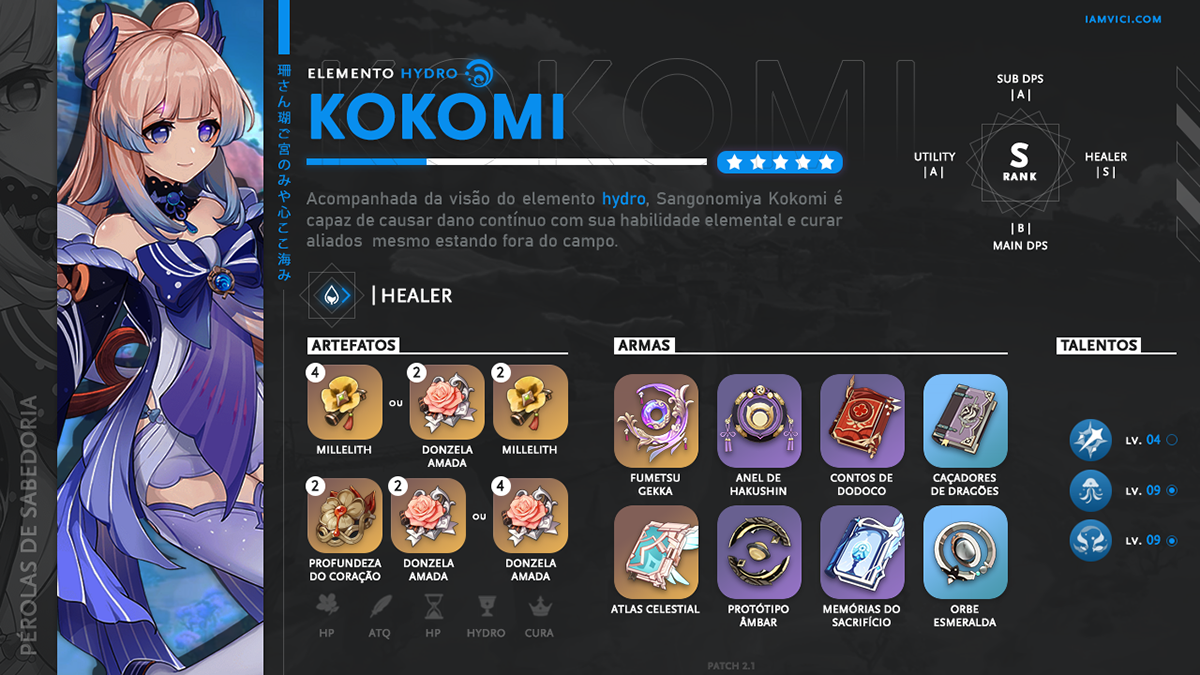 IAMVICI.COM
KOKOMI
ELEMENTO HYDRO
KOKOMI
珊さん瑚ご宮のみや心ここ海み
PÉROLAS DE SABEDORIA
Acompanhada da visão do elemento hydro, Sangonomiya Kokomi é
capaz de causar dano contínuo com sua habilidade elemental e curar
aliados mesmo estando fora do campo.
SUB DPS
|A|
UTILITY
|A|
S
RANK
HEALER
|S|
|B|
MAIN DPS
|HEALER
ARTEFATOS
4
OU
2
2
MILLELITH
DONZELA
AMADA
MILLELITH
2
2
OU
4
PROFUNDEZA
DO CORAÇÃO
DONZELA
AMADA
DONZELA
AMADA
HP
ATQ
HP
HYDRO
CURA
ARMAS
FUMETSU
GEKKA
ANEL DE
HAKUSHIN
CONTOS DE
DODOCO
CAÇADORES
DE DRAGÕES
ATLAS CELESTIAL
PROTÓTIPO
ÂMBAR
MEMÓRIAS DO
SACRIFÍCIO
ORBE
ESMERALDA
TALENTOS
LV. 04
LV. 09
LV. 09
PATCH 2.1